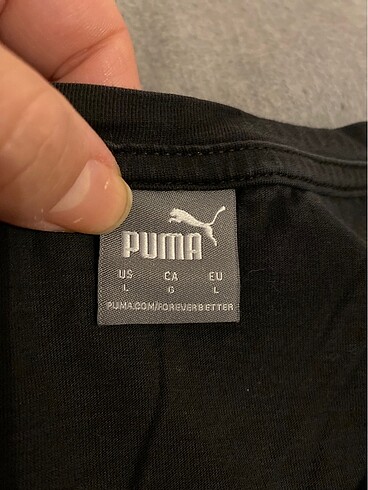 PUMA
US CA EU
L G L
PUMA.COM/FOREVERBETTER